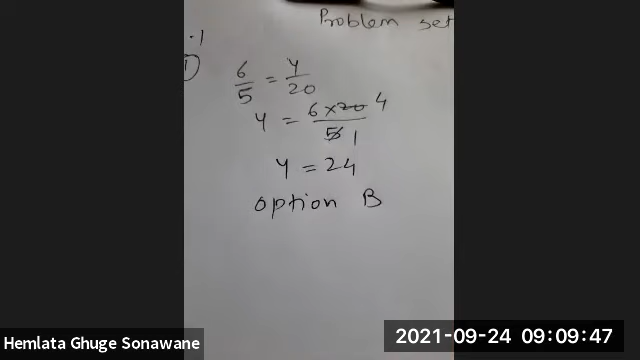 Problem set
.1
1)
6/5 = y/20
y = 6×20 4/5 1
y = 24
option B
Hemlata Ghuge Sonawane
2021-09-24 09:09:47